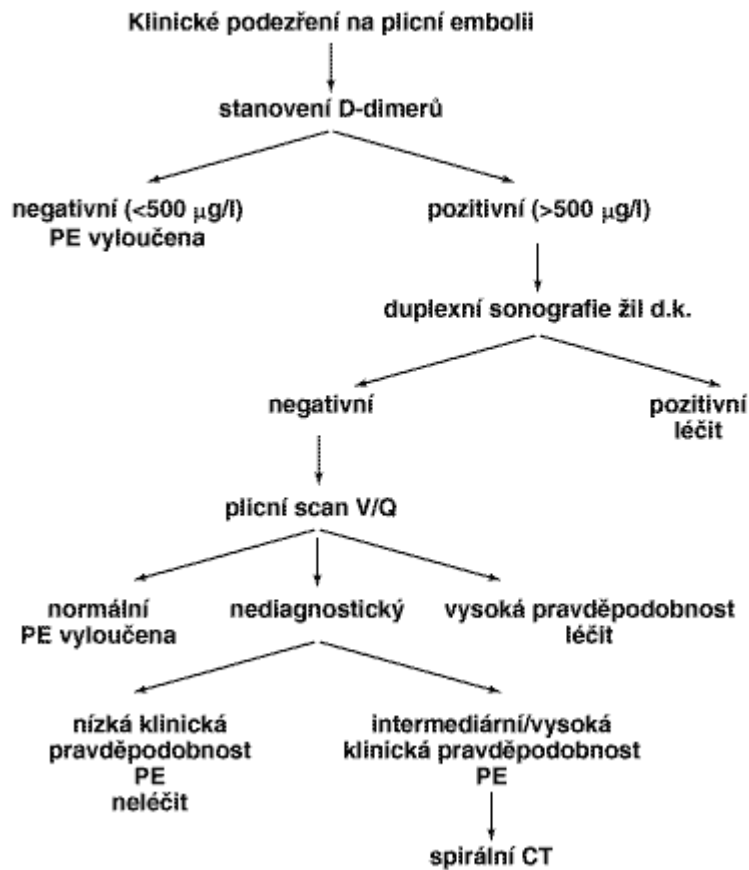 Klinické podezření na plicní embolii
stanovení D-dimerů
negativní (<500 µg/l)
PE vyloučena
pozitivní (>500 µg/l)
duplexní sonografie žil d.k.
negativní
pozitivní
léčit
plicní scan V/Q
normální
PE vyloučena
nediagnostický
vysoká pravděpodobnost
léčit
nízká klinická
pravděpodobnost
PE
neléčit
intermediární/vysoká
klinická pravděpodobnost
PE
spirální CT